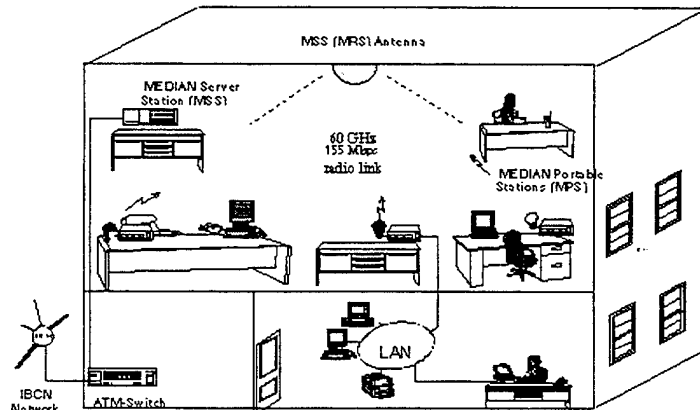 MSS (MRS) Antenna
MEDIAN Server
Station (MSS)
60 GHz
155 Mbps
radio link
MEDIAN Portable
Stations (MPS)
LAN
IBCN
Network
ATM-Switch